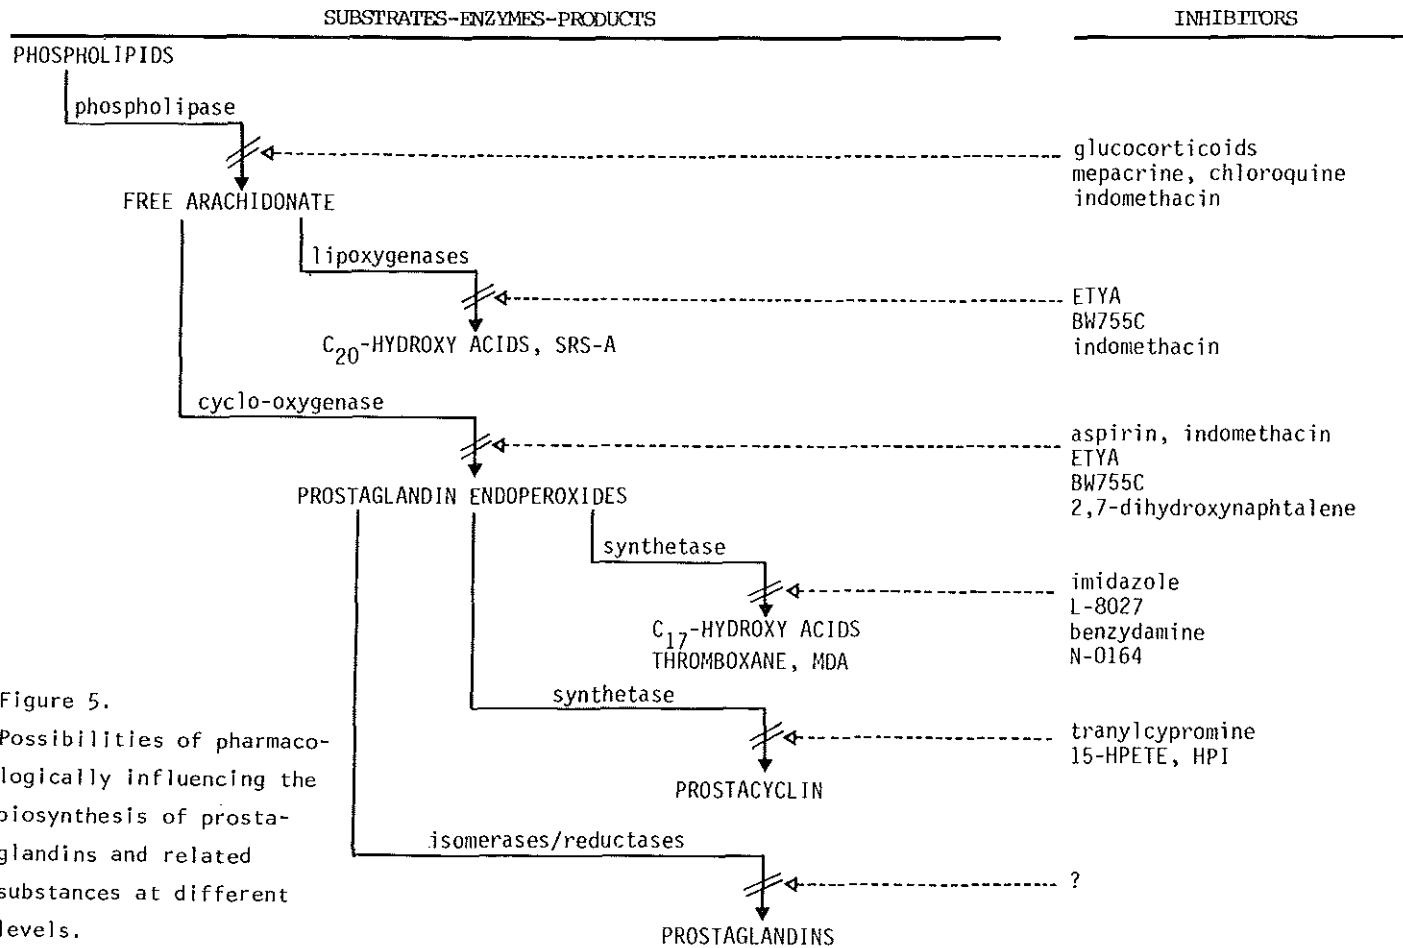 SUBSTRATES-ENZYMES-PRODUCTS
INHIBITORS
PHOSPHOLIPIDS
phospholipase
glucocorticoids
mepacrine, chloroquine
indomethacin
FREE ARACHIDONATE
lipoxygenases
ETYA
BW755C
indomethacin
C20-HYDROXY ACIDS, SRS-A
cyclo-oxygenase
aspirin, indomethacin
ETYA
BW755C
2,7-dihydroxynaphtalene
PROSTAGLANDIN ENDOPEROXIDES
synthetase
imidazole
L-8027
benzydamine
N-0164
C17-HYDROXY ACIDS
THROMBOXANE, MDA
synthetase
tranylcypromine
15-HPETE, HPI
PROSTACYCLIN
isomerases/reductases
?
PROSTAGLANDINS
Figure 5.
Possibilities of pharmaco-
logically influencing the
biosynthesis of prosta-
glandins and related
substances at different
levels.